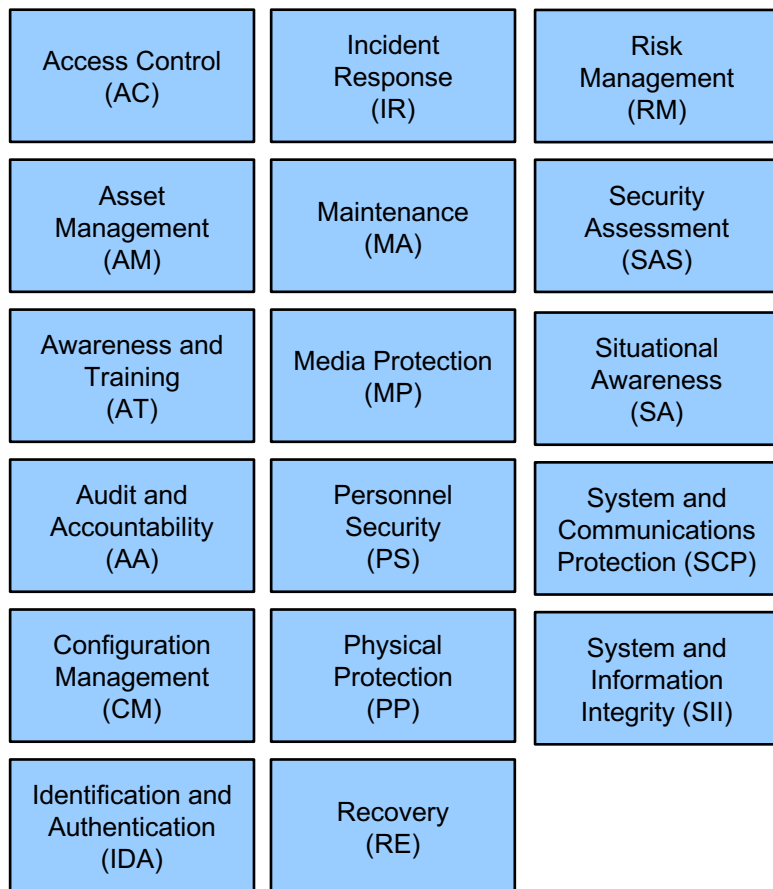 Access Control
(AC)
Asset
Management
(AM)
Awareness and
Training
(AT)
Audit and
Accountability
(AA)
Configuration
Management
(CM)
Identification and
Authentication
(IDA)
Incident
Response
(IR)
Maintenance
(MA)
Media Protection
(MP)
Personnel
Security
(PS)
Physical
Protection
(PP)
Recovery
(RE)
Risk
Management
(RM)
Security
Assessment
(SAS)
Situational
Awareness
(SA)
System and
Communications
Protection (SCP)
System and
Information
Integrity (SII)